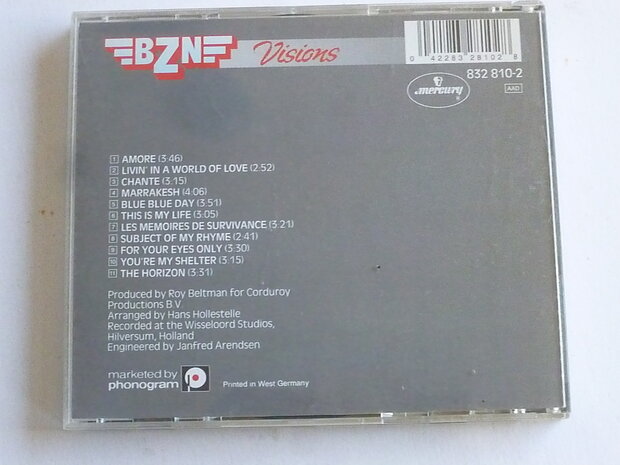 BZN Visions
0 42283 28102 8
832 810-2
mercury
AAD
1 AMORE (3:46)
2 LIVIN' IN A WORLD OF LOVE (2:52)
3 CHANTE (3:15)
4 MARRAKESH (4:06)
5 BLUE BLUE DAY (3:51)
6 THIS IS MY LIFE (3:05)
7 LES MEMOIRES DE SURVIVANCE (3:21)
8 SUBJECT OF MY RHYME (2:41)
9 FOR YOUR EYES ONLY (3:30)
10 YOU'RE MY SHELTER (3:15)
11 THE HORIZON (3:31)
Produced by Roy Beltman for Corduroy
Productions B.V.
Arranged by Hans Hollestelle
Recorded at the Wisseloord Studios,
Hilversum, Holland
Engineered by Janfred Arendsen
marketed by
phonogram
Printed in West Germany